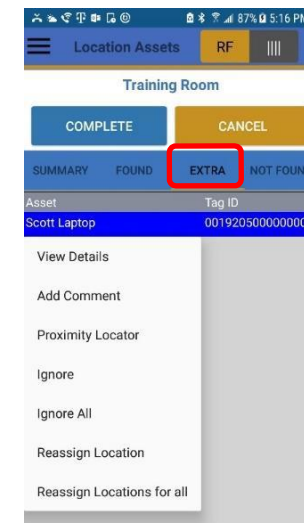 87% 5:16 PM
Location Assets RF
Training Room
COMPLETE CANCEL
SUMMARY FOUND EXTRA NOT FOUN
Asset Tag ID
Scott Laptop 001920500000000
View Details
Add Comment
Proximity Locator
Ignore
Ignore All
Reassign Location
Reassign Locations for all